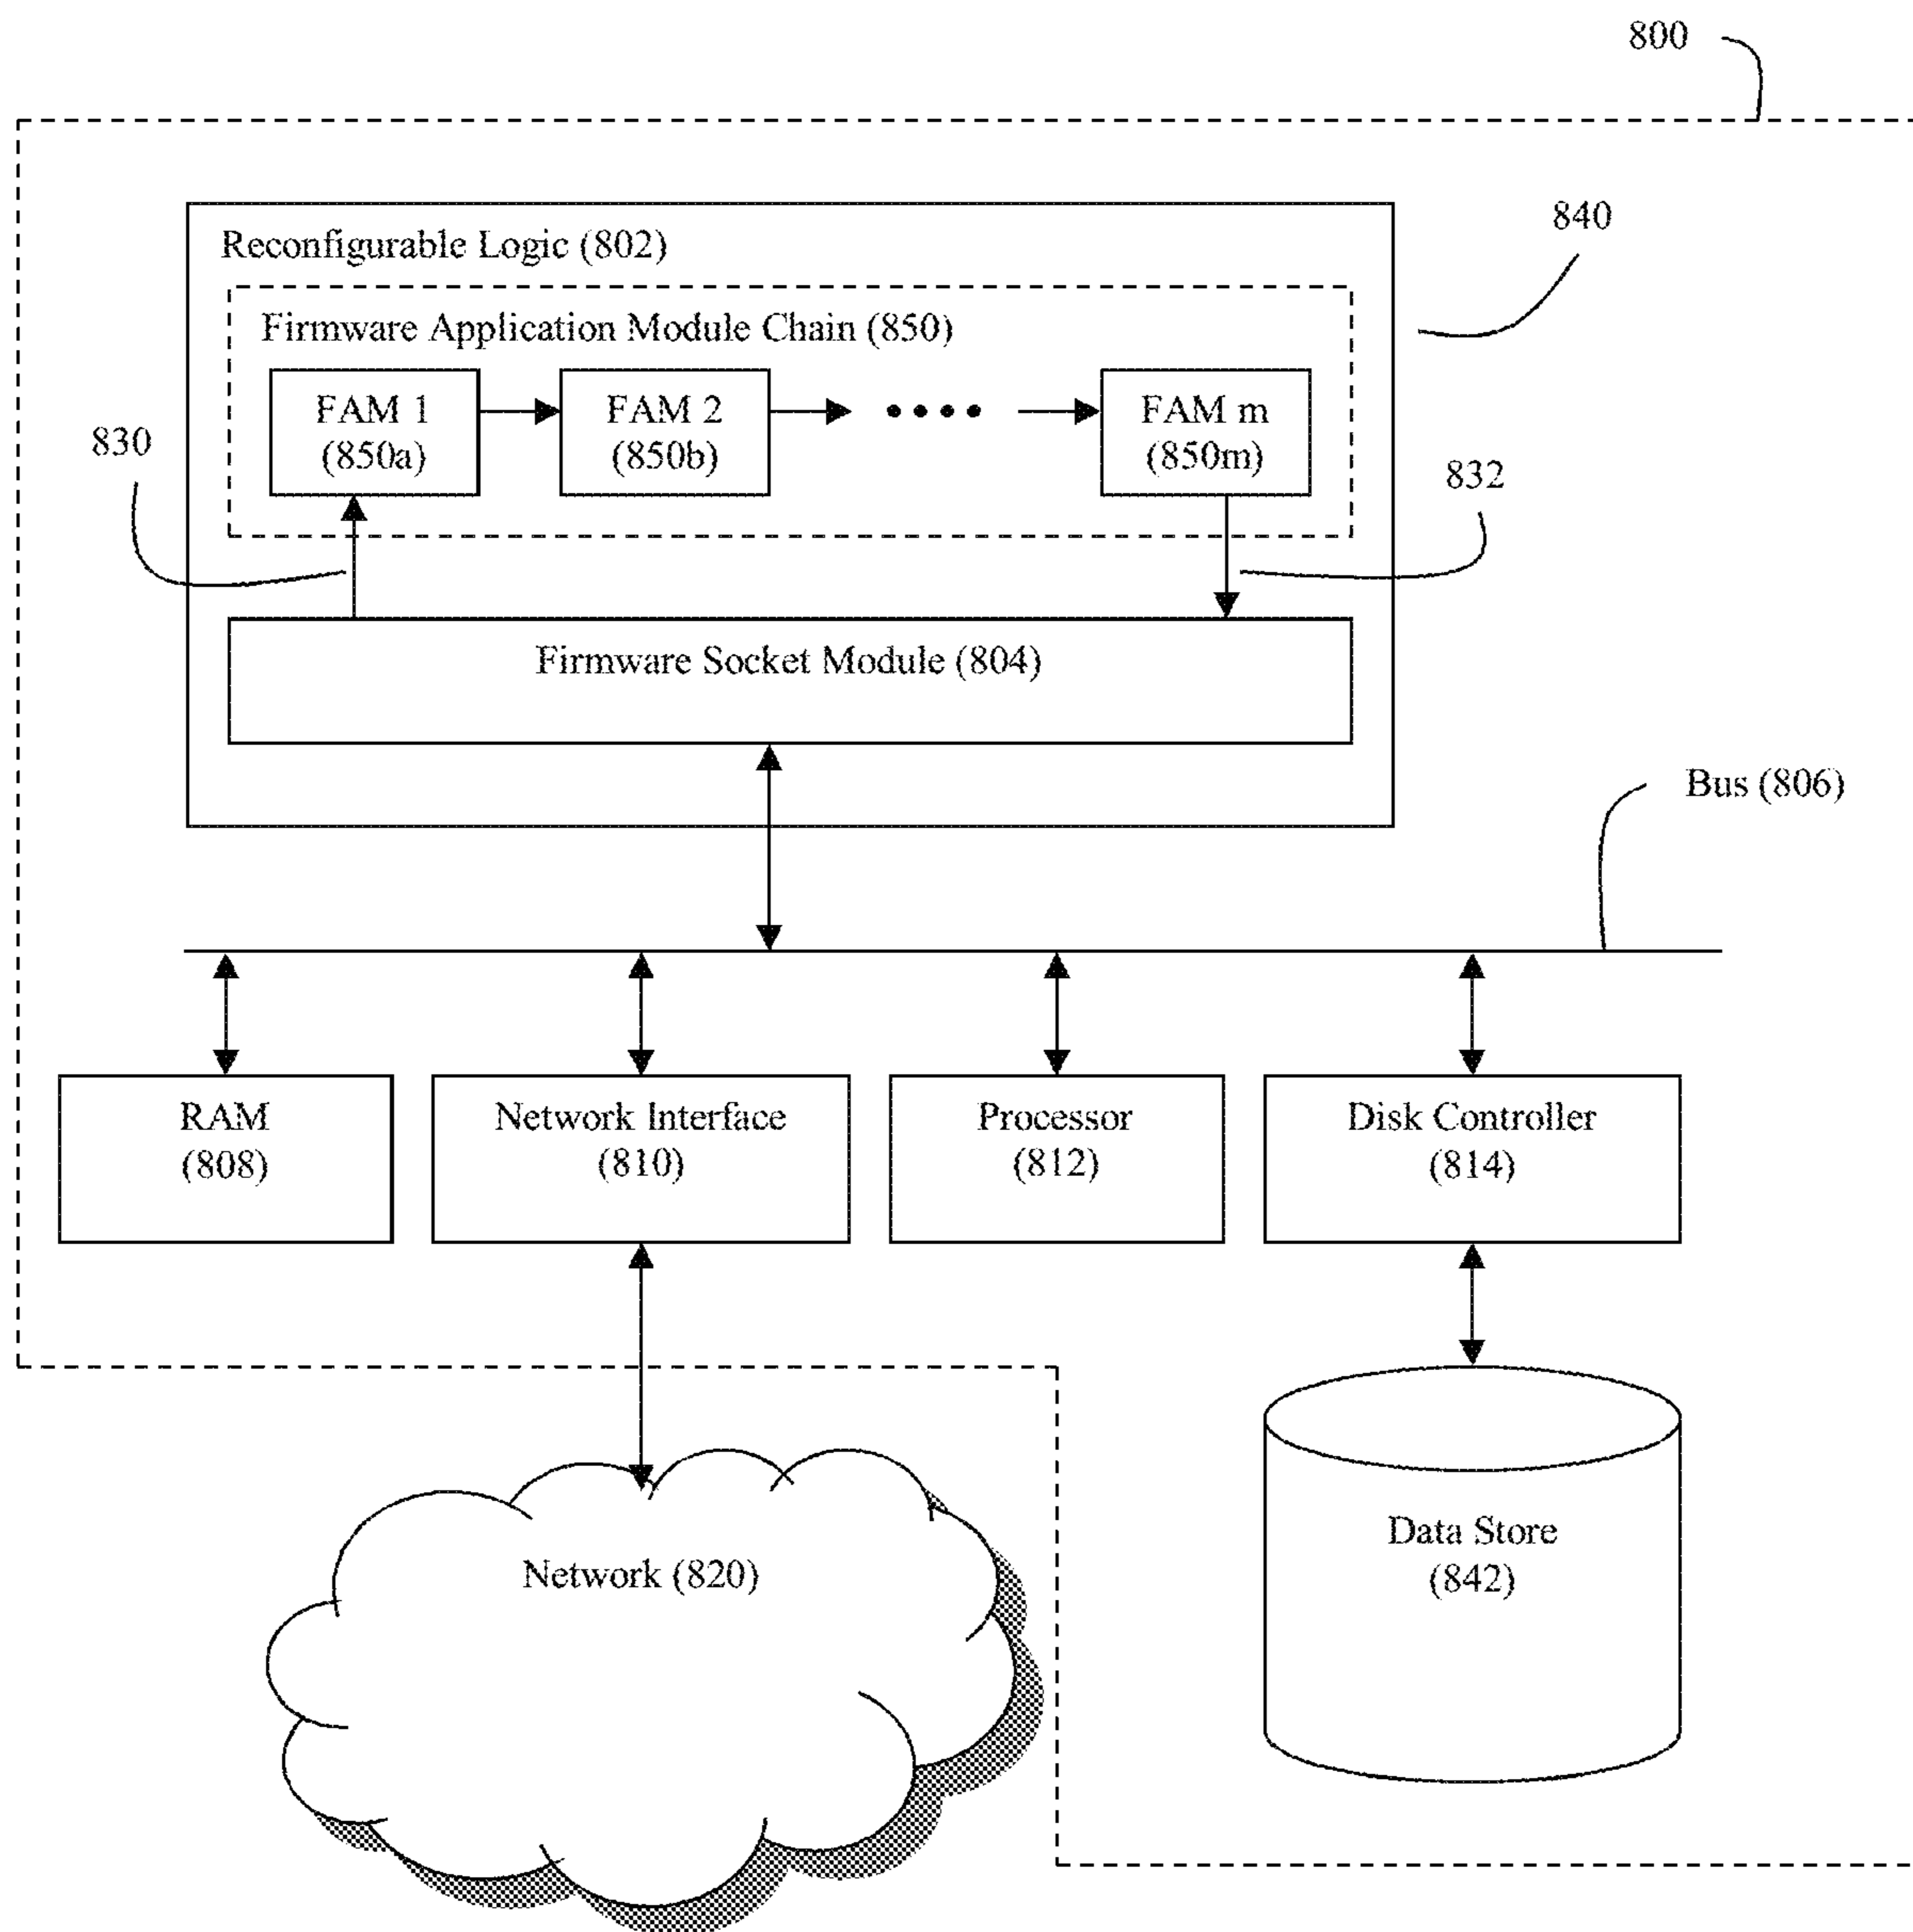 800
840
Reconfigurable Logic (802)
Firmware Application Module Chain (850)
FAM 1
(850a)
FAM 2
(850b)
FAM m
(850m)
830
832
Firmware Socket Module (804)
Bus (806)
RAM
(808)
Network Interface
(810)
Processor
(812)
Disk Controller
(814)
Network (820)
Data Store
(842)